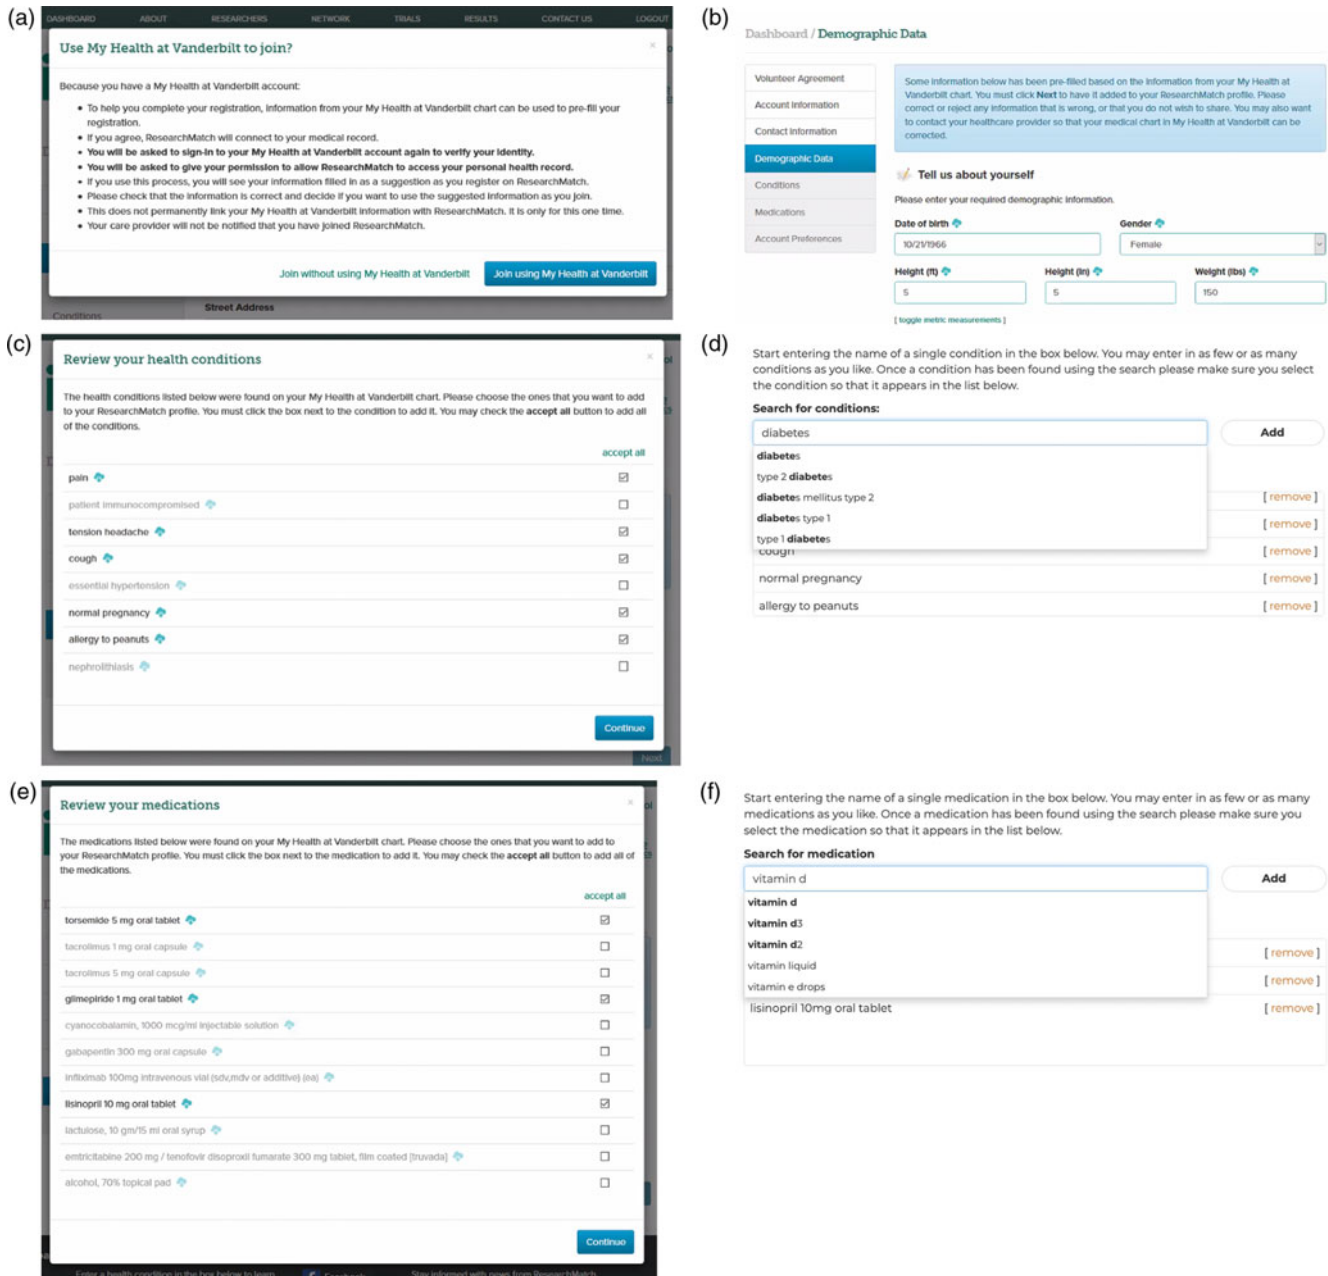 (a)
DASHBOARD ABOUT RESEARCHERS NETWORK TRIALS RESULTS CONTACT US LOGOUT
Use My Health at Vanderbilt to join?
Because you have a My Health at Vanderbilt account:
• To help you complete your registration, information from your My Health at Vanderbilt chart can be used to pre-fill your
registration.
• If you agree, ResearchMatch will connect to your medical record.
• You will be asked to sign-in to your My Health at Vanderbilt account again to verify your identity.
• You will be asked to give your permission to allow ResearchMatch to access your personal health record.
• If you use this process, you will see your information filled in as a suggestion as you register on ResearchMatch.
• Please check that the information is correct and decide if you want to use the suggested information as you join.
• This does not permanently link your My Health at Vanderbilt information with ResearchMatch. It is only for this one time.
• Your care provider will not be notified that you have joined ResearchMatch.
Join without using My Health at Vanderbilt Join using My Health at Vanderbilt
Conditions
Street Address
(b)
Dashboard / Demographic Data
Volunteer Agreement
Account Information
Contact Information
Demographic Data
Conditions
Medications
Account Preferences
Some information below has been pre-filled based on the information from your My Health at
Vanderbilt chart. You must click Next to have it added to your ResearchMatch profile. Please
correct or reject any information that is wrong, or that you do not wish to share. You may also want
to contact your healthcare provider so that your medical chart in My Health at Vanderbilt can be
corrected.
Tell us about yourself
Please enter your required demographic information.
Date of birth Gender
10/21/1966 Female
Height (ft) Height (in) Weight (lbs)
5 5 150
[ toggle metric measurements ]
(c)
Review your health conditions
The health conditions listed below were found on your My Health at Vanderbilt chart. Please choose the ones that you want to add
to your ResearchMatch profile. You must click the box next to the condition to add it. You may check the accept all button to add all
of the conditions.
accept all
pain
patient immunocompromised
tension headache
cough
essential hypertension
normal pregnancy
allergy to peanuts
nephrolithiasis
Continue
Next
(d)
Start entering the name of a single condition in the box below. You may enter in as few or as many
conditions as you like. Once a condition has been found using the search please make sure you select
the condition so that it appears in the list below.
Search for conditions:
diabetes Add
diabetes
type 2 diabetes
diabetes mellitus type 2 [ remove ]
diabetes type 1 [ remove ]
type 1 diabetes
cough [ remove ]
normal pregnancy [ remove ]
allergy to peanuts [ remove ]
(e)
Review your medications
The medications listed below were found on your My Health at Vanderbilt chart. Please choose the ones that you want to add to
your ResearchMatch profile. You must click the box next to the medication to add it. You may check the accept all button to add all of
the medications.
accept all
torsemide 5 mg oral tablet
tacrolimus 1 mg oral capsule
tacrolimus 5 mg oral capsule
glimepiride 1 mg oral tablet
cyanocobalamin, 1000 mcg/ml injectable solution
gabapentin 300 mg oral capsule
infliximab 100mg intravenous vial (sdv,mdv or additive) (ea)
lisinopril 10 mg oral tablet
lactulose, 10 gm/15 ml oral syrup
emtricitabine 200 mg / tenofovir disoproxil fumarate 300 mg tablet, film coated [truvada]
alcohol, 70% topical pad
Continue
Enter a health condition in the box below to learn Facebook Stay informed with news from ResearchMatch
(f)
Start entering the name of a single medication in the box below. You may enter in as few or as many
medications as you like. Once a medication has been found using the search please make sure you
select the medication so that it appears in the list below.
Search for medication
vitamin d Add
vitamin d
vitamin d3
vitamin d2 [ remove ]
vitamin liquid
vitamin e drops [ remove ]
lisinopril 10mg oral tablet [ remove ]